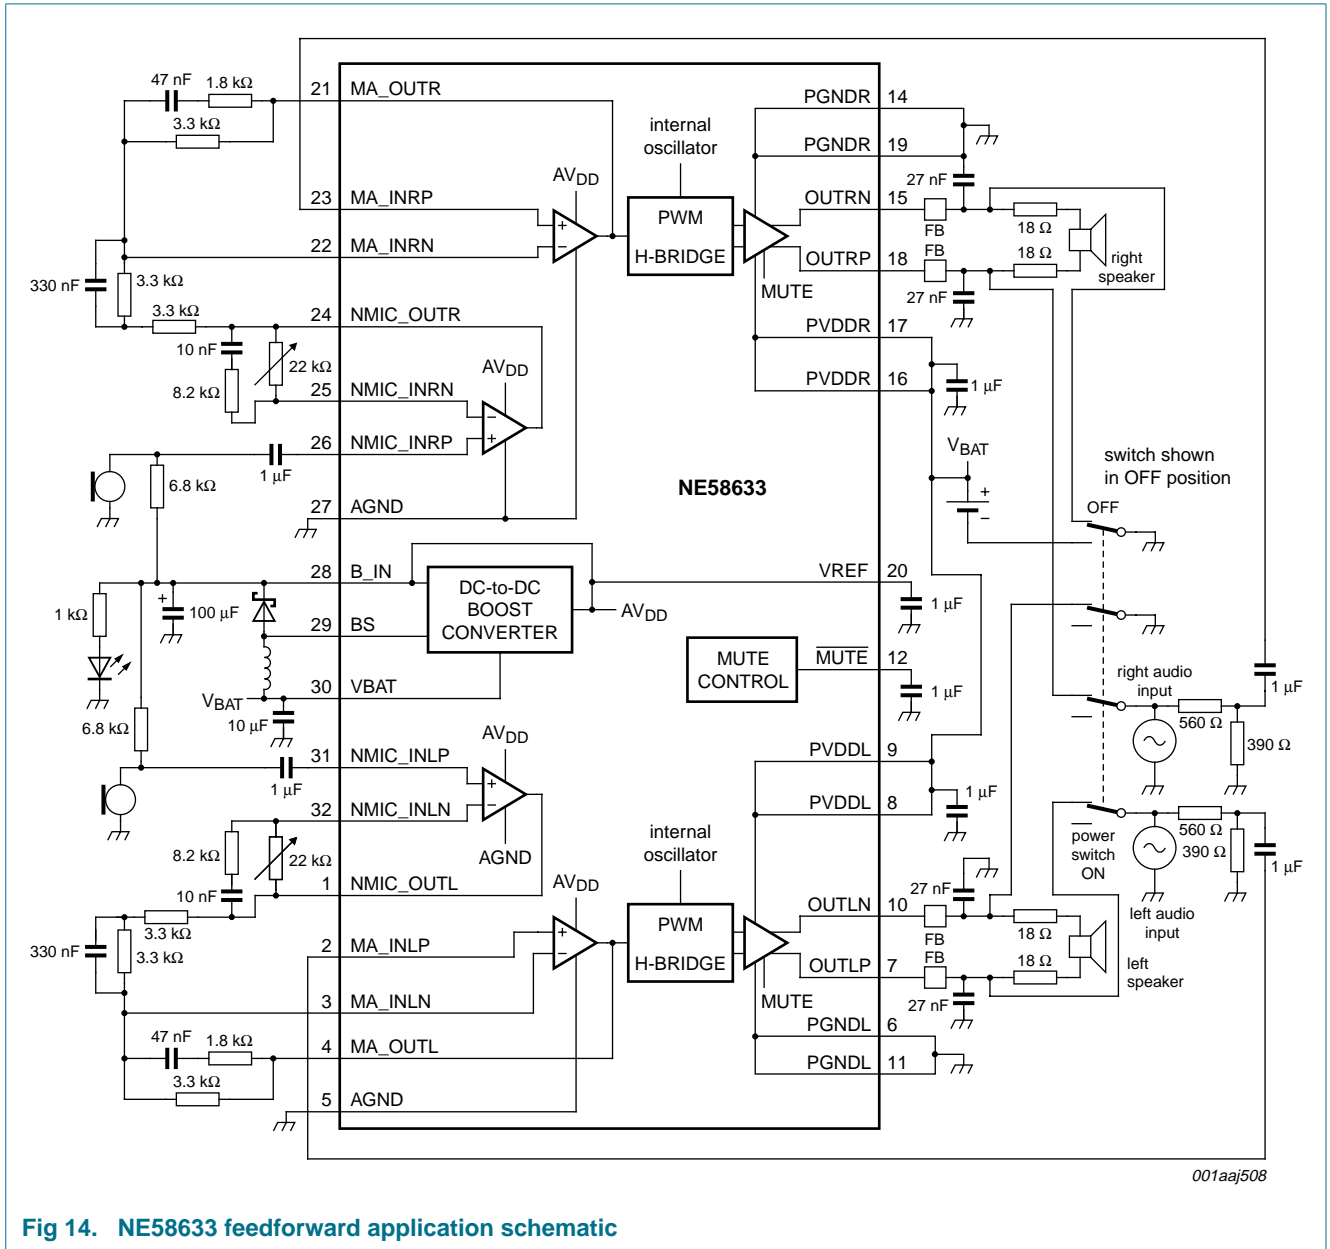 47 nF
1.8 kΩ
3.3 kΩ
21 MA_OUTR
23 MA_INRP
22 MA_INRN
330 nF
3.3 kΩ
3.3 kΩ
24 NMIC_OUTR
10 nF
22 kΩ
8.2 kΩ
25 NMIC_INRN
26 NMIC_INRP
1 μF
6.8 kΩ
27 AGND
28 B_IN
1 kΩ
+
100 μF
29 BS
30 VBAT
VBAT
10 μF
6.8 kΩ
31 NMIC_INLP
1 μF
32 NMIC_INLN
8.2 kΩ
22 kΩ
10 nF
1 NMIC_OUTL
3.3 kΩ
330 nF
3.3 kΩ
2 MA_INLP
3 MA_INLN
47 nF
1.8 kΩ
4 MA_OUTL
3.3 kΩ
5 AGND
AVDD
+
−
internal
oscillator
PWM
H-BRIDGE
MUTE
AVDD
−
+
NE58633
DC-to-DC
BOOST
CONVERTER
AVDD
MUTE
CONTROL
AVDD
+
−
AGND
AVDD
+
−
internal
oscillator
PWM
H-BRIDGE
MUTE
PGNDR 14
PGNDR 19
27 nF
OUTRN 15
FB
18 Ω
OUTRP 18
FB
18 Ω
right
speaker
27 nF
PVDDR 17
PVDDR 16
1 μF
VBAT
+
−
switch shown
in OFF position
OFF
VREF 20
1 μF
MUTE 12
1 μF
right audio
input
560 Ω
390 Ω
1 μF
PVDDL 9
PVDDL 8
1 μF
power
switch
ON
560 Ω
390 Ω
1 μF
left audio
input
27 nF
OUTLN 10
FB
18 Ω
OUTLP 7
FB
18 Ω
left
speaker
27 nF
PGNDL 6
PGNDL 11
001aaj508
Fig 14. NE58633 feedforward application schematic